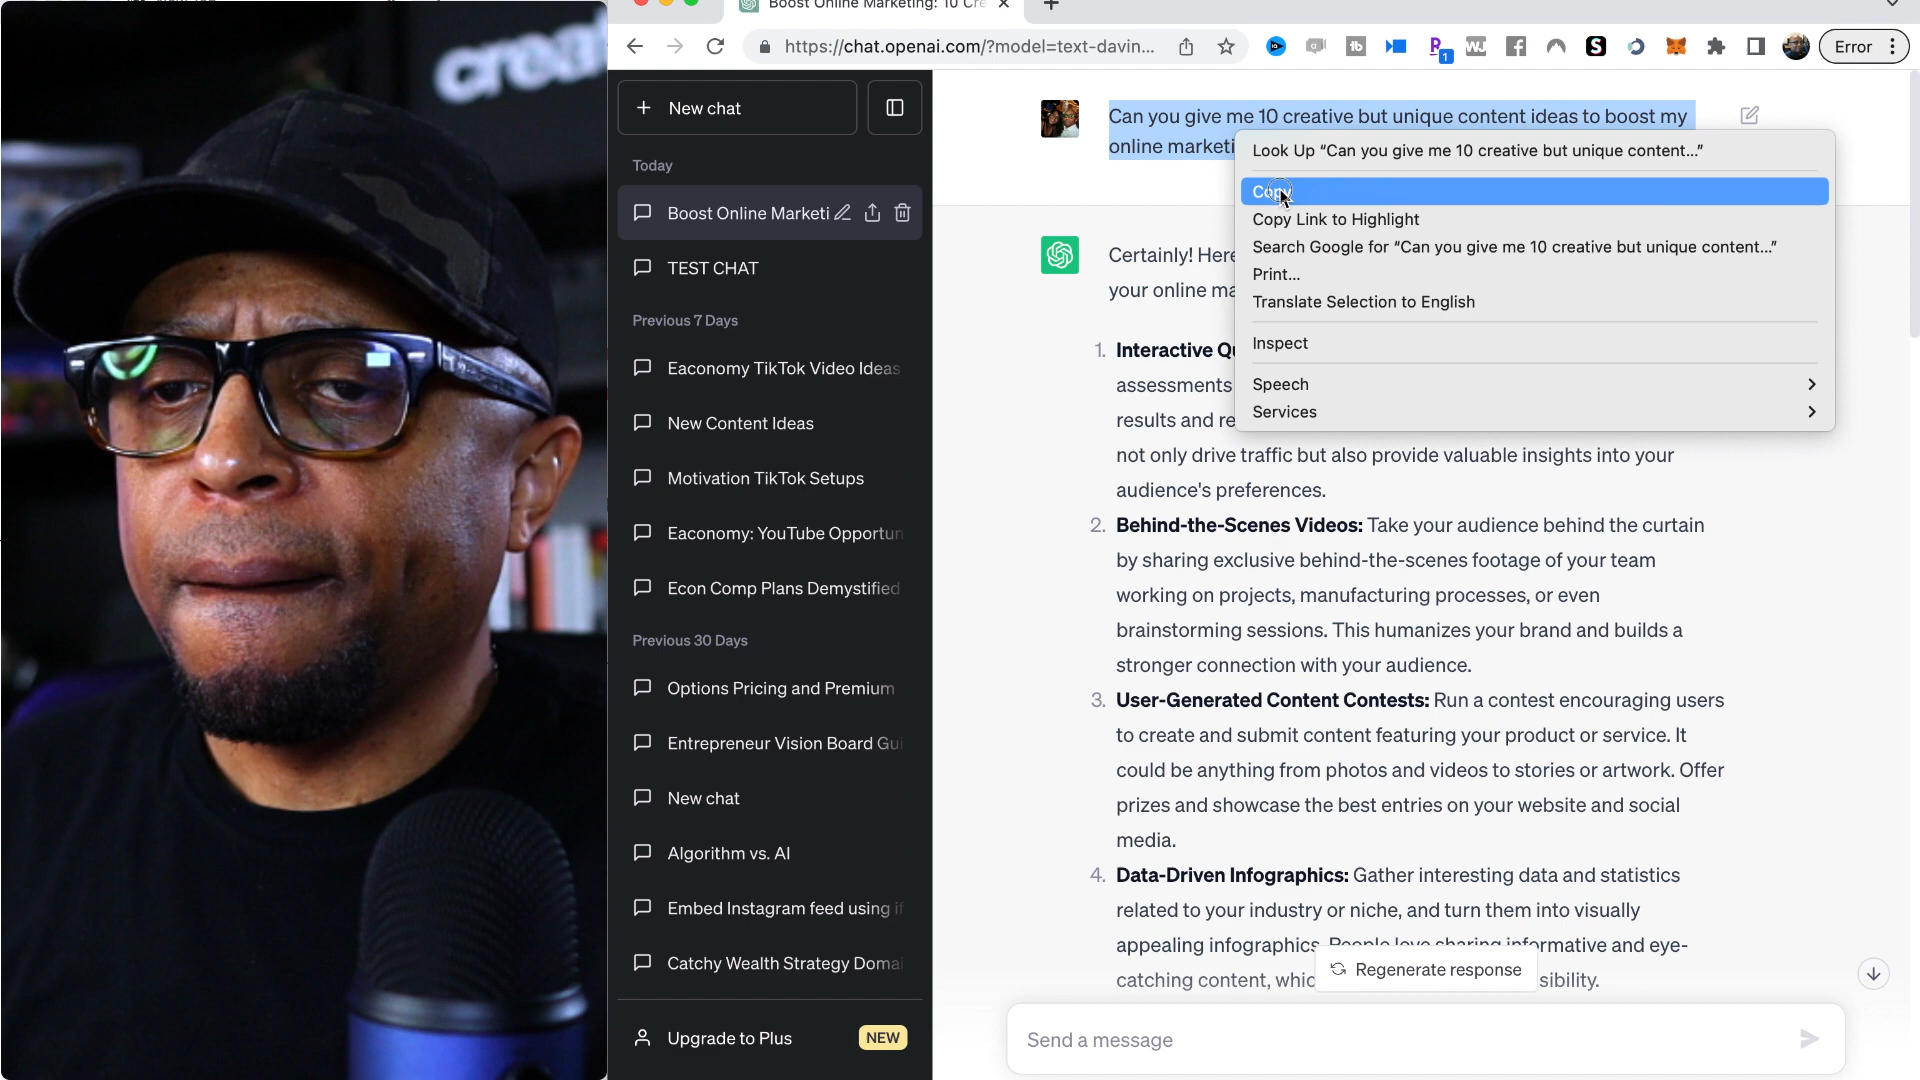 crea
Boost Online Marketing: 10 Cre
https://chat.openai.com/?model=text-davin...
1
Error
New chat
Today
Boost Online Marketi
TEST CHAT
Previous 7 Days
Eaconomy TikTok Video Ideas
New Content Ideas
Motivation TikTok Setups
Eaconomy: YouTube Opportun
Econ Comp Plans Demystified
Previous 30 Days
Options Pricing and Premium
Entrepreneur Vision Board Gui
New chat
Algorithm vs. AI
Embed Instagram feed using if
Catchy Wealth Strategy Domai
Upgrade to Plus
NEW
Can you give me 10 creative but unique content ideas to boost my
online marketi
Look Up “Can you give me 10 creative but unique content...”
Copy
Copy Link to Highlight
Search Google for “Can you give me 10 creative but unique content...”
Print...
Translate Selection to English
Inspect
Speech
Services
Certainly! Here
your online ma
1. Interactive Qu
assessments
results and re
not only drive traffic but also provide valuable insights into your
audience's preferences.
2. Behind-the-Scenes Videos: Take your audience behind the curtain
by sharing exclusive behind-the-scenes footage of your team
working on projects, manufacturing processes, or even
brainstorming sessions. This humanizes your brand and builds a
stronger connection with your audience.
3. User-Generated Content Contests: Run a contest encouraging users
to create and submit content featuring your product or service. It
could be anything from photos and videos to stories or artwork. Offer
prizes and showcase the best entries on your website and social
media.
4. Data-Driven Infographics: Gather interesting data and statistics
related to your industry or niche, and turn them into visually
appealing infographics. People love sharing informative and eye-
catching content, whic sibility.
Regenerate response
Send a message